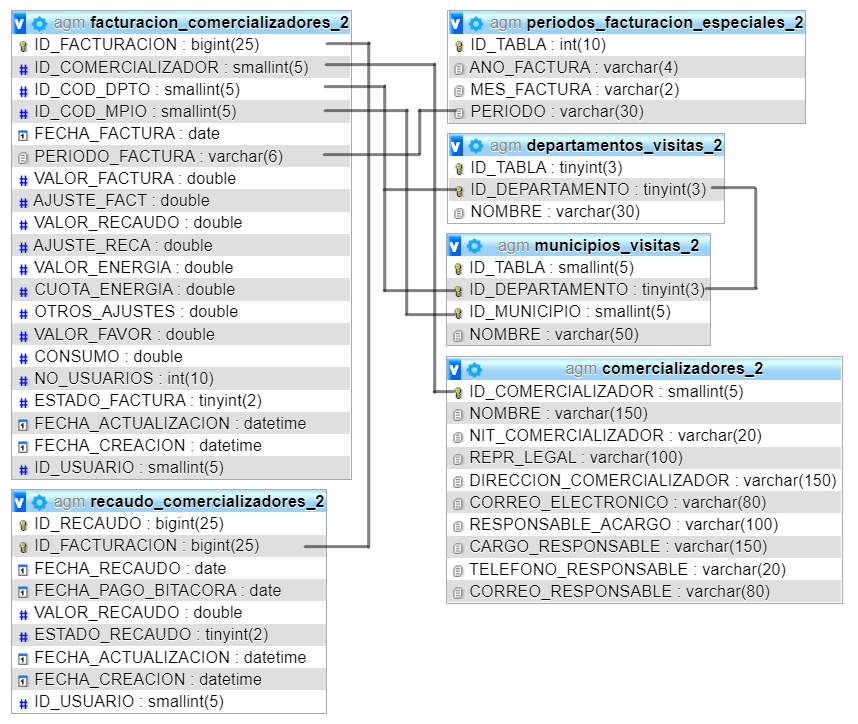 agm facturacion_comercializadores_2
ID_FACTURACION : bigint(25)
ID_COMERCIALIZADOR : smallint(5)
ID_COD_DPTO : smallint(5)
ID_COD_MPIO : smallint(5)
FECHA_FACTURA : date
PERIODO_FACTURA : varchar(6)
VALOR_FACTURA : double
AJUSTE_FACT : double
VALOR_RECAUDO : double
AJUSTE_RECA : double
VALOR_ENERGIA : double
CUOTA_ENERGIA : double
OTROS_AJUSTES : double
VALOR_FAVOR : double
CONSUMO : double
NO_USUARIOS : int(10)
ESTADO_FACTURA : tinyint(2)
FECHA_ACTUALIZACION : datetime
FECHA_CREACION : datetime
ID_USUARIO : smallint(5)
agm recaudo_comercializadores_2
ID_RECAUDO : bigint(25)
ID_FACTURACION : bigint(25)
FECHA_RECAUDO : date
FECHA_PAGO_BITACORA : date
VALOR_RECAUDO : double
ESTADO_RECAUDO : tinyint(2)
FECHA_ACTUALIZACION : datetime
FECHA_CREACION : datetime
ID_USUARIO : smallint(5)
agm periodos_facturacion_especiales_2
ID_TABLA : int(10)
ANO_FACTURA : varchar(4)
MES_FACTURA : varchar(2)
PERIODO : varchar(30)
agm departamentos_visitas_2
ID_TABLA : tinyint(3)
ID_DEPARTAMENTO : tinyint(3)
NOMBRE : varchar(30)
agm municipios_visitas_2
ID_TABLA : smallint(5)
ID_DEPARTAMENTO : tinyint(3)
ID_MUNICIPIO : smallint(5)
NOMBRE : varchar(50)
agm comercializadores_2
ID_COMERCIALIZADOR : smallint(5)
NOMBRE : varchar(150)
NIT_COMERCIALIZADOR : varchar(20)
REPR_LEGAL : varchar(100)
DIRECCION_COMERCIALIZADOR : varchar(150)
CORREO_ELECTRONICO : varchar(80)
RESPONSABLE_ACARGO : varchar(100)
CARGO_RESPONSABLE : varchar(150)
TELEFONO_RESPONSABLE : varchar(20)
CORREO_RESPONSABLE : varchar(80)